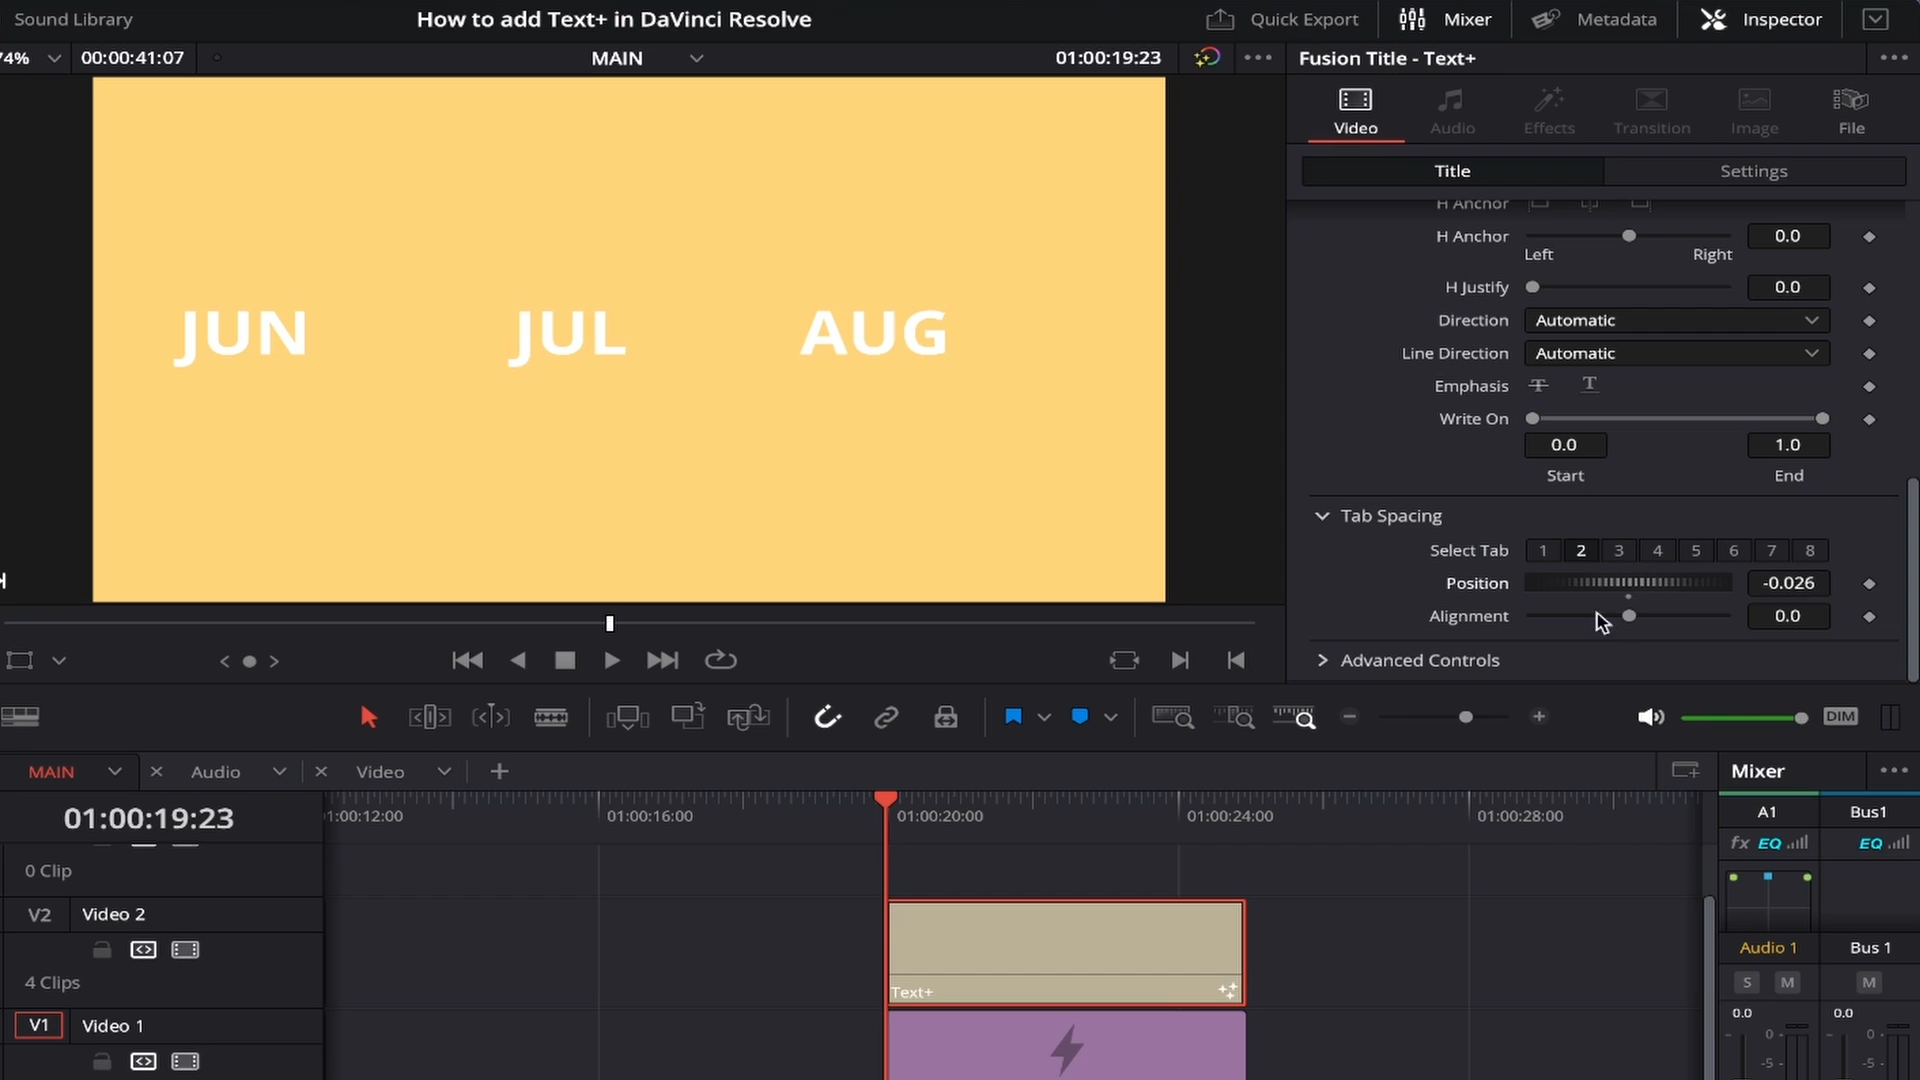 Sound Library
How to add Text+ in DaVinci Resolve
Quick Export
Mixer
Metadata
Inspector
74%
00:00:41:07
MAIN
01:00:19:23
Fusion Title - Text+
Video
Audio
Effects
Transition
Image
File
Title
Settings
H Anchor
H Anchor
0.0
Left
Right
H Justify
0.0
Direction
Automatic
Line Direction
Automatic
Emphasis
Write On
0.0
1.0
Start
End
Tab Spacing
Select Tab
1 2 3 4 5 6 7 8
Position
-0.026
Alignment
0.0
Advanced Controls
JUN JUL AUG
DIM
MAIN
Audio
Video
Mixer
01:00:19:23
1:00:12:00
01:00:16:00
01:00:20:00
01:00:24:00
01:00:28:00
0 Clip
V2
Video 2
4 Clips
Text+
V1
Video 1
A1
Bus1
fx EQ
EQ
Audio 1
Bus 1
S
M
M
0.0
0.0
0
0
-5
-5